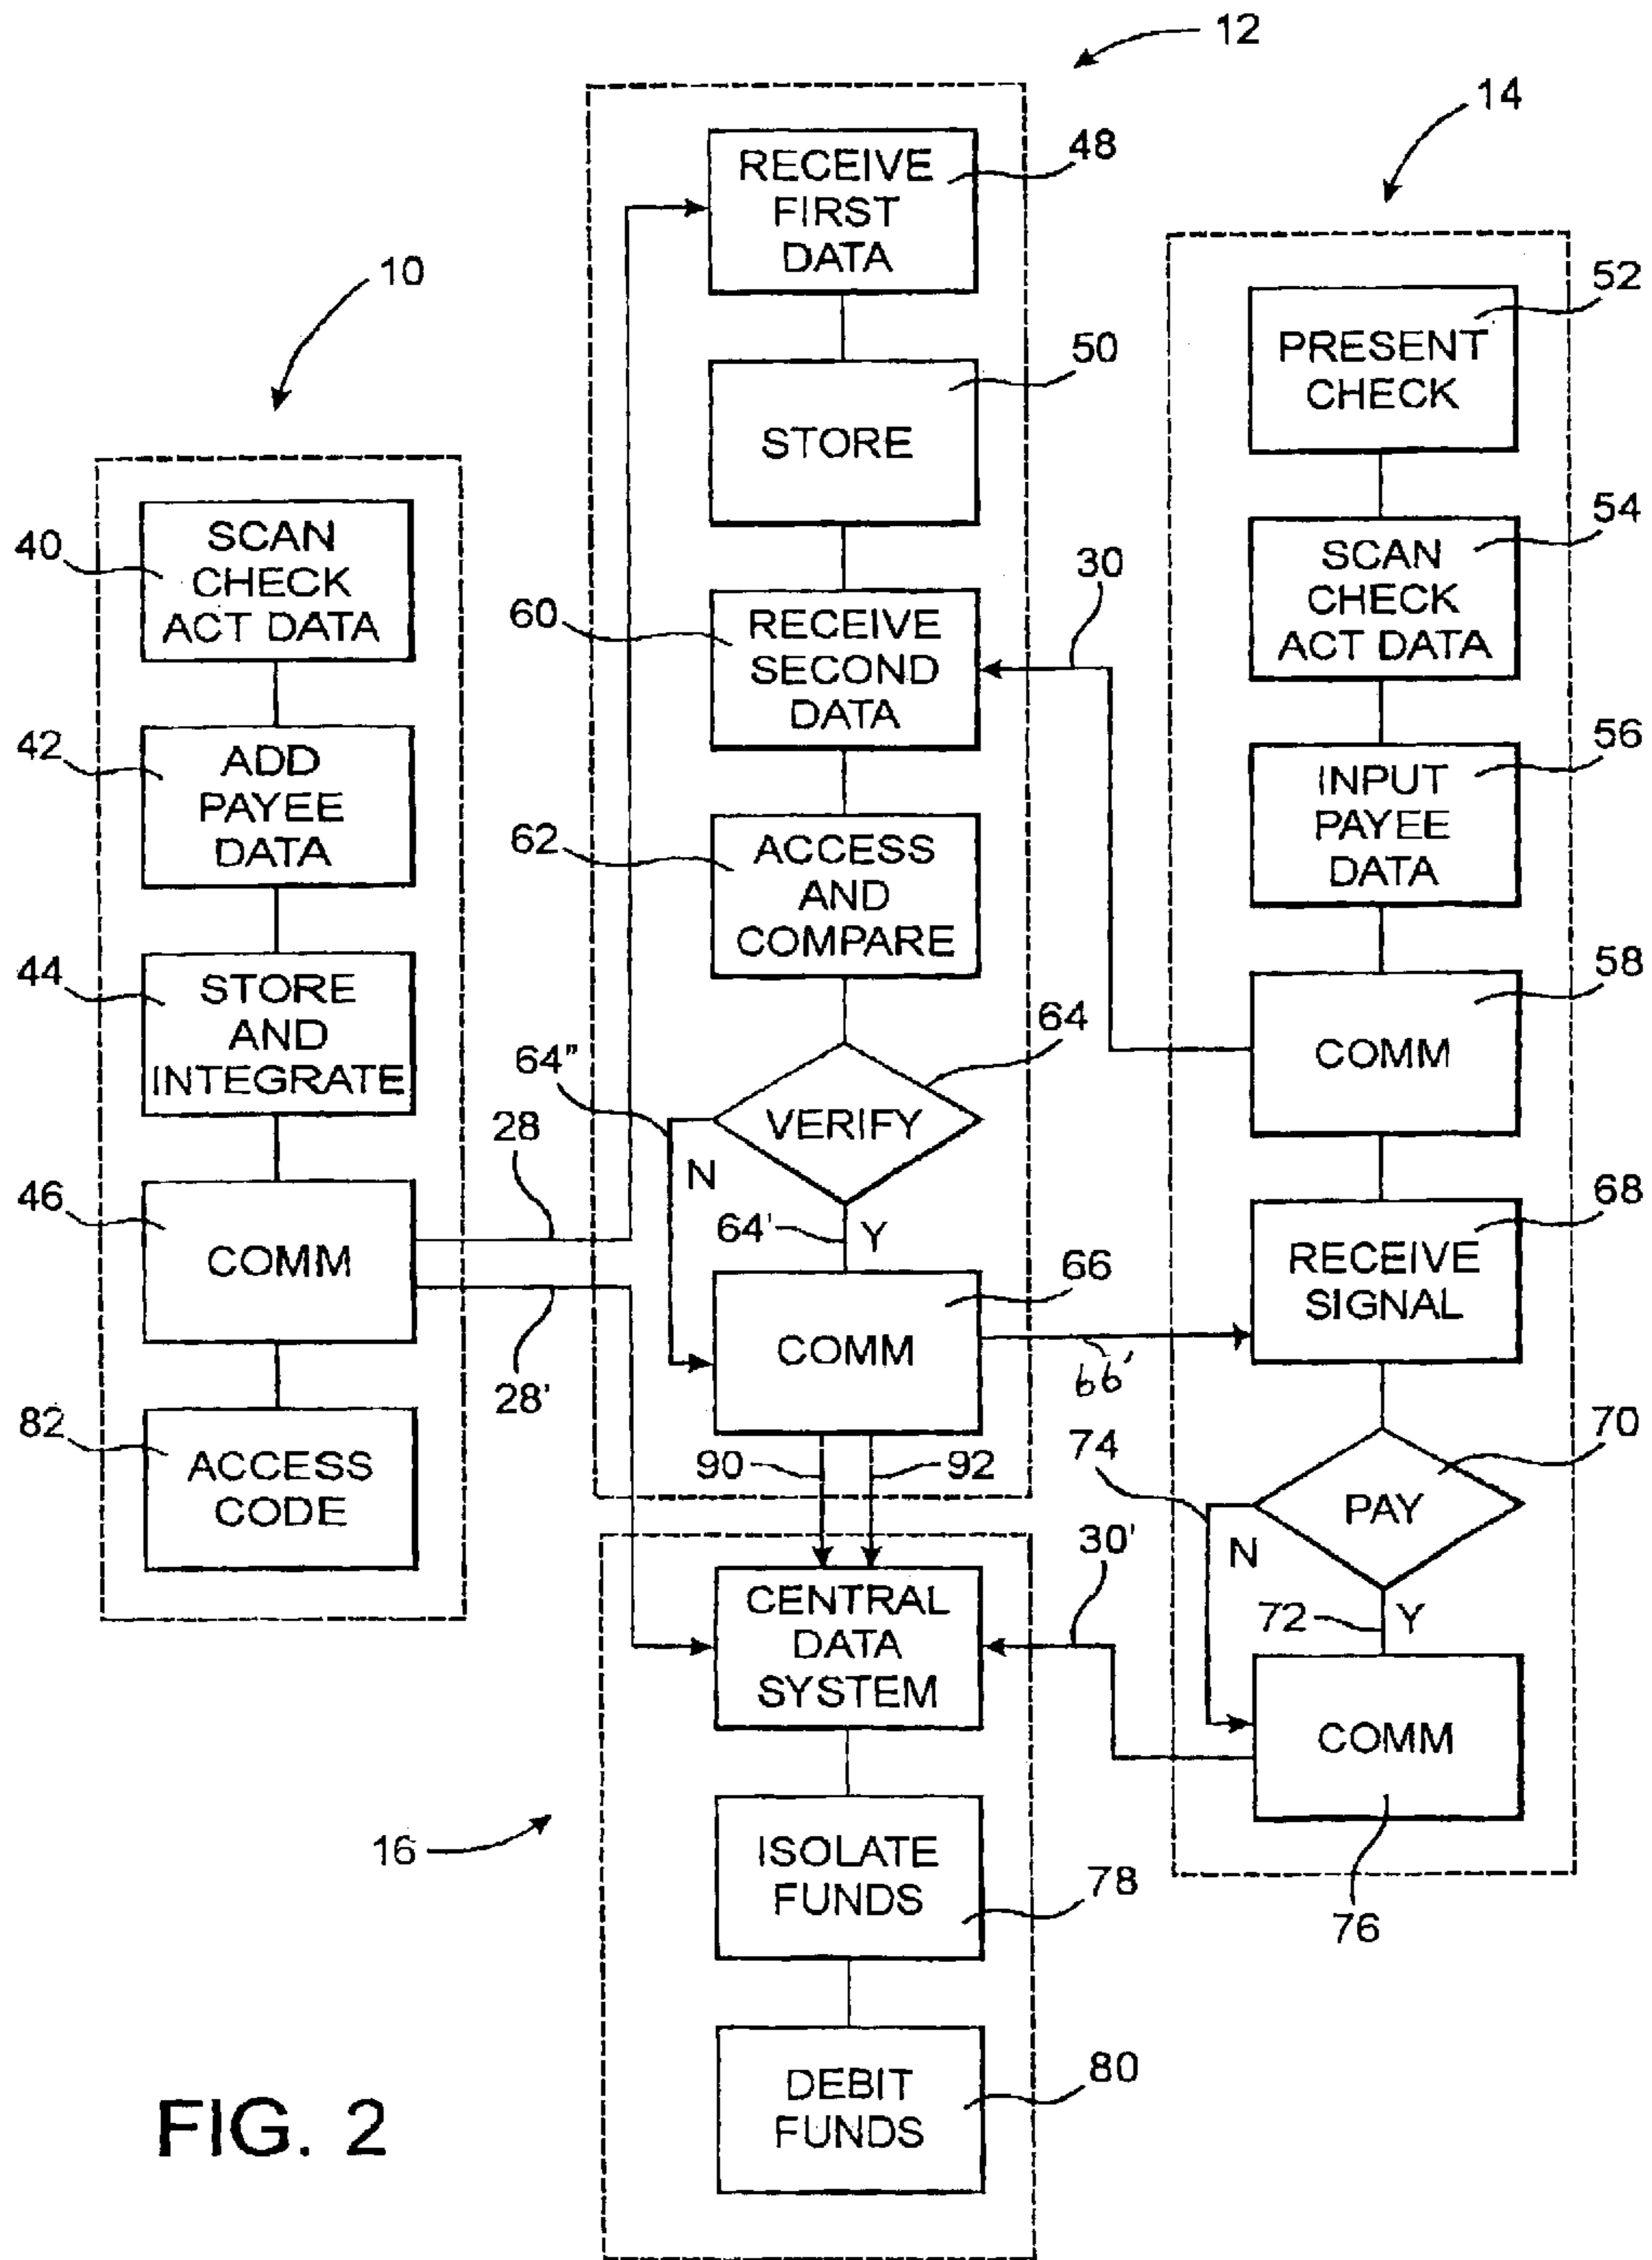 12
14
10
48
RECEIVE
FIRST
DATA
50
STORE
60
RECEIVE
SECOND
DATA
30
62
ACCESS
AND
COMPARE
64
64"
VERIFY
N
64'
Y
66
COMM
66'
90
92
40
SCAN
CHECK
ACT DATA
42
ADD
PAYEE
DATA
44
STORE
AND
INTEGRATE
46
COMM
28
28'
82
ACCESS
CODE
52
PRESENT
CHECK
54
SCAN
CHECK
ACT DATA
56
INPUT
PAYEE
DATA
58
COMM
68
RECEIVE
SIGNAL
70
PAY
74
N
72
Y
COMM
76
30'
CENTRAL
DATA
SYSTEM
16
ISOLATE
FUNDS
78
DEBIT
FUNDS
80
FIG. 2